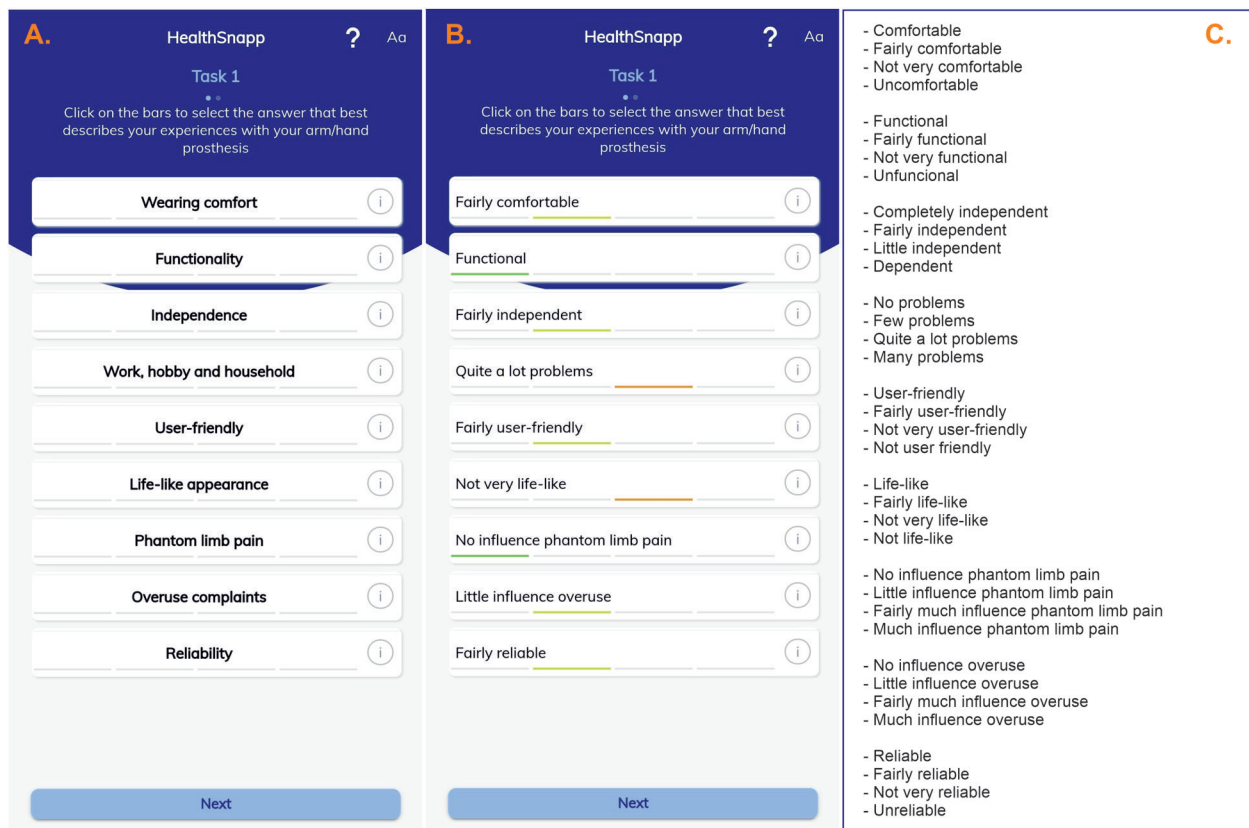 A.
HealthSnapp
? Aa
Task 1
Click on the bars to select the answer that best
describes your experiences with your arm/hand
prosthesis
Wearing comfort i
Functionality i
Independence i
Work, hobby and household i
User-friendly i
Life-like appearance i
Phantom limb pain i
Overuse complaints i
Reliability i
Next
B.
HealthSnapp
? Aa
Task 1
Click on the bars to select the answer that best
describes your experiences with your arm/hand
prosthesis
Fairly comfortable i
Functional i
Fairly independent i
Quite a lot problems i
Fairly user-friendly i
Not very life-like i
No influence phantom limb pain i
Little influence overuse i
Fairly reliable i
Next
C.
- Comfortable
- Fairly comfortable
- Not very comfortable
- Uncomfortable
- Functional
- Fairly functional
- Not very functional
- Unfuncional
- Completely independent
- Fairly independent
- Little independent
- Dependent
- No problems
- Few problems
- Quite a lot problems
- Many problems
- User-friendly
- Fairly user-friendly
- Not very user-friendly
- Not user friendly
- Life-like
- Fairly life-like
- Not very life-like
- Not life-like
- No influence phantom limb pain
- Little influence phantom limb pain
- Fairly much influence phantom limb pain
- Much influence phantom limb pain
- No influence overuse
- Little influence overuse
- Fairly much influence overuse
- Much influence overuse
- Reliable
- Fairly reliable
- Not very reliable
- Unreliable